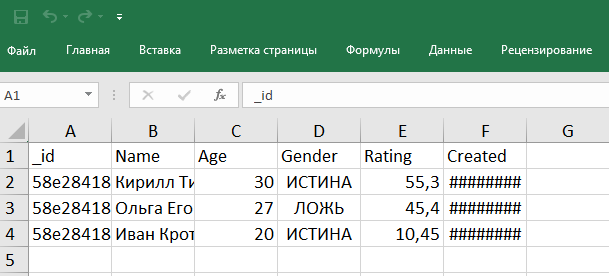 Файл Главная Вставка Разметка страницы Формулы Данные Рецензирование
A1 fx _id
A B C D E F G
1 _id Name Age Gender Rating Created
2 58e28418 Кирилл Ти 30 ИСТИНА 55,3 ########
3 58e28418 Ольга Его 27 ЛОЖЬ 45,4 ########
4 58e28418 Иван Крот 20 ИСТИНА 10,45 ########
5